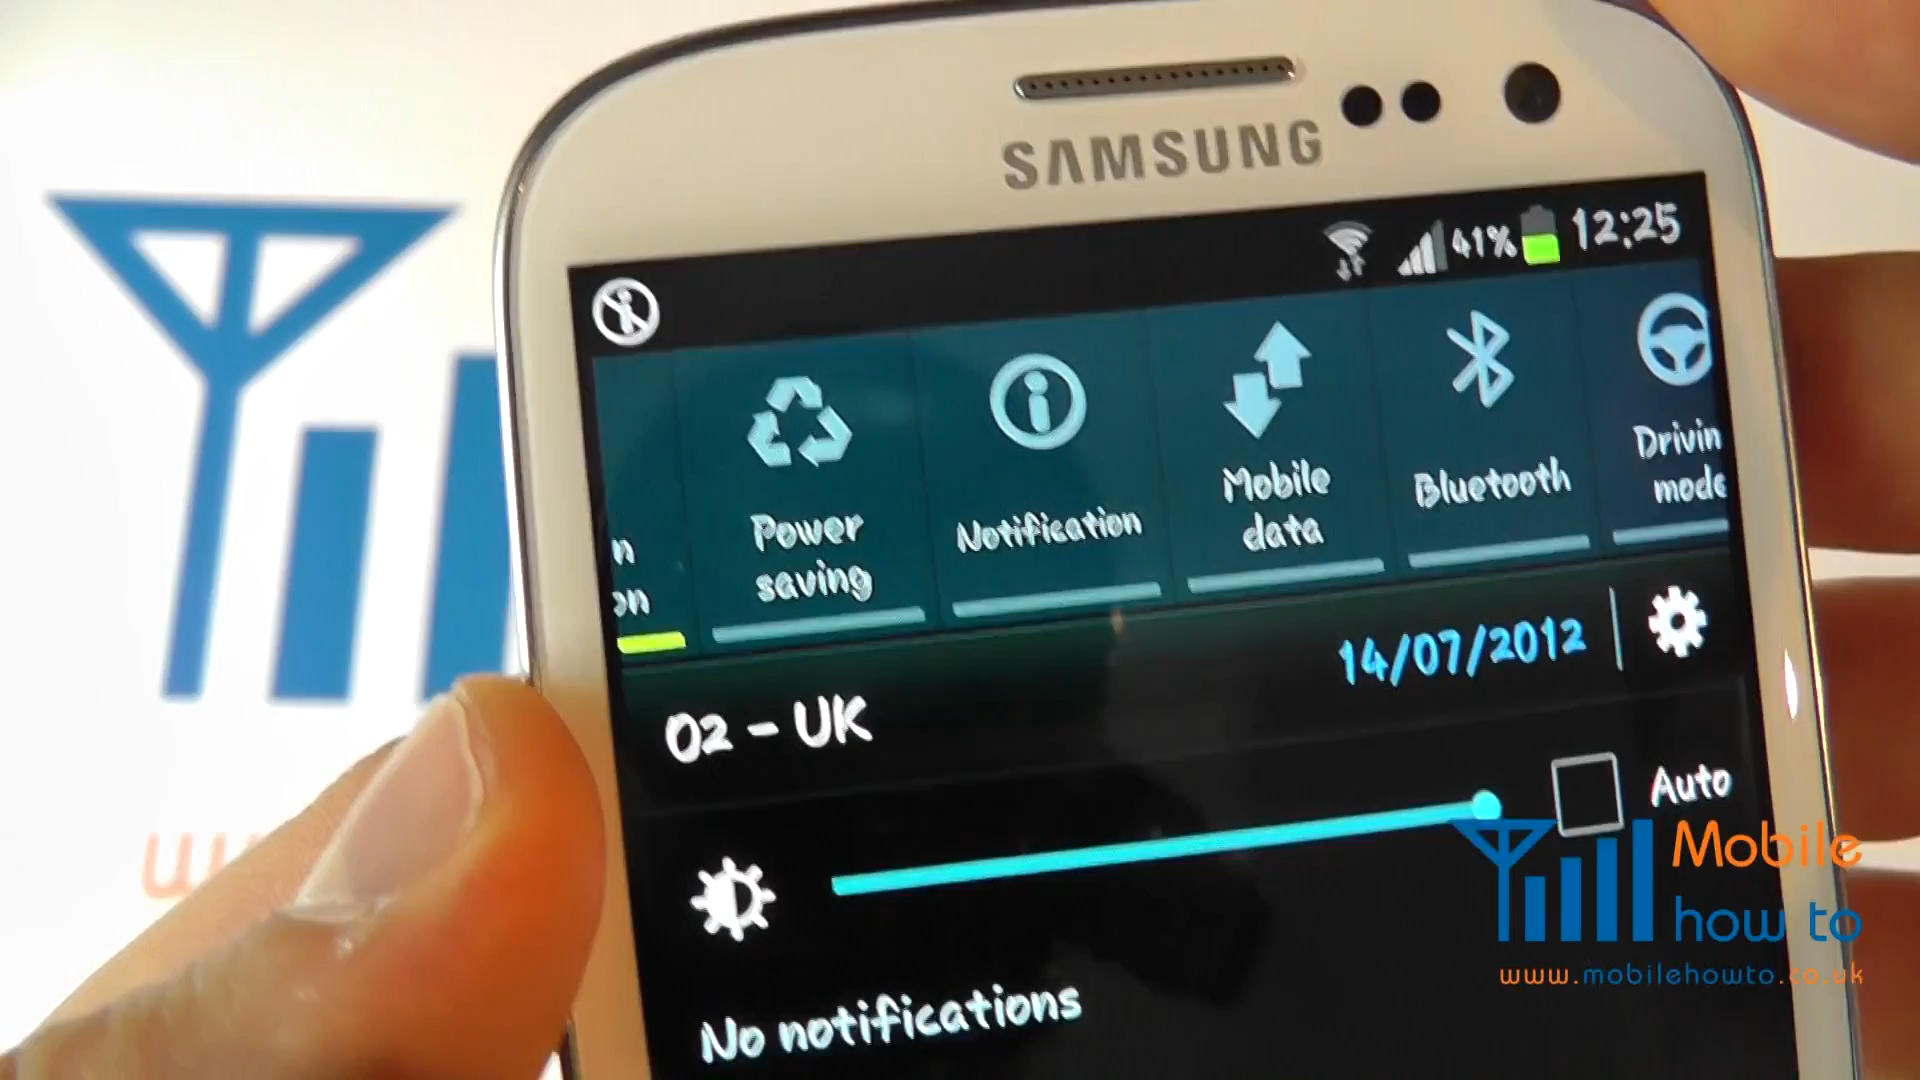 SAMSUNG
41% 12:25
Power saving
Notification
Mobile data
Bluetooth
Drivin
mode
14/07/2012
O2 - UK
Auto
Mobile
how to
www.mobilehowto.co.uk
No notifications